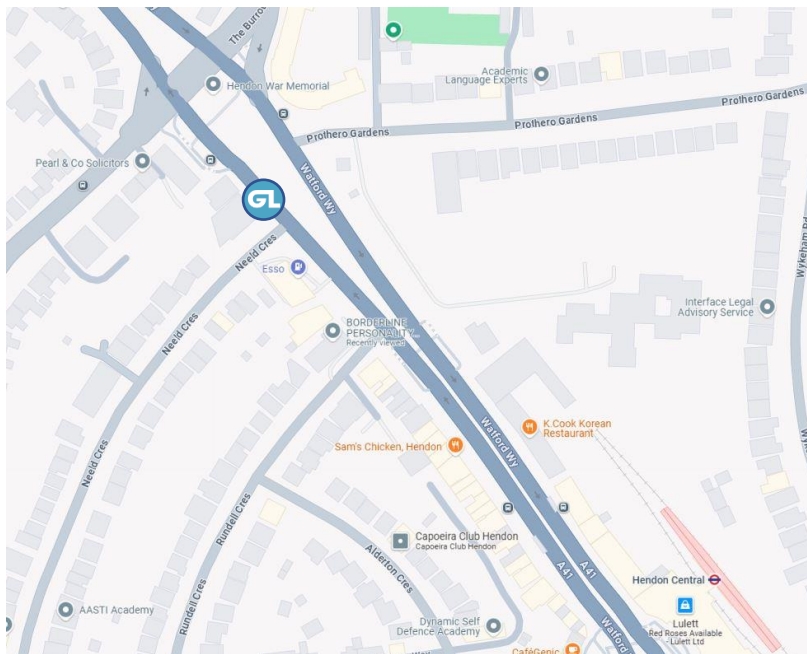 The Burrou
Hendon War Memorial
Academic
Language Experts
Prothero Gardens
Prothero Gardens
Prothero Gardens
Pearl & Co Solicitors
GL
Watford Wy
Neeld Cres
Wykeham Rd
Esso
Interface Legal
Advisory Service
BORDERLINE
PERSONALITY...
Recently viewed
Neeld Cres
Watford Wy
K.Cook Korean
Restaurant
Sam's Chicken, Hendon
Neeld Cres
Rundell Cres
Capoeira Club Hendon
Capoeira Club Hendon
Alderton Cres
A41
A41
Hendon Central
AASTI Academy
Rundell Cres
Lulett
Red Roses Available
- Lulett Ltd
Dynamic Self
Defence Academy
Watford
CaféGenic